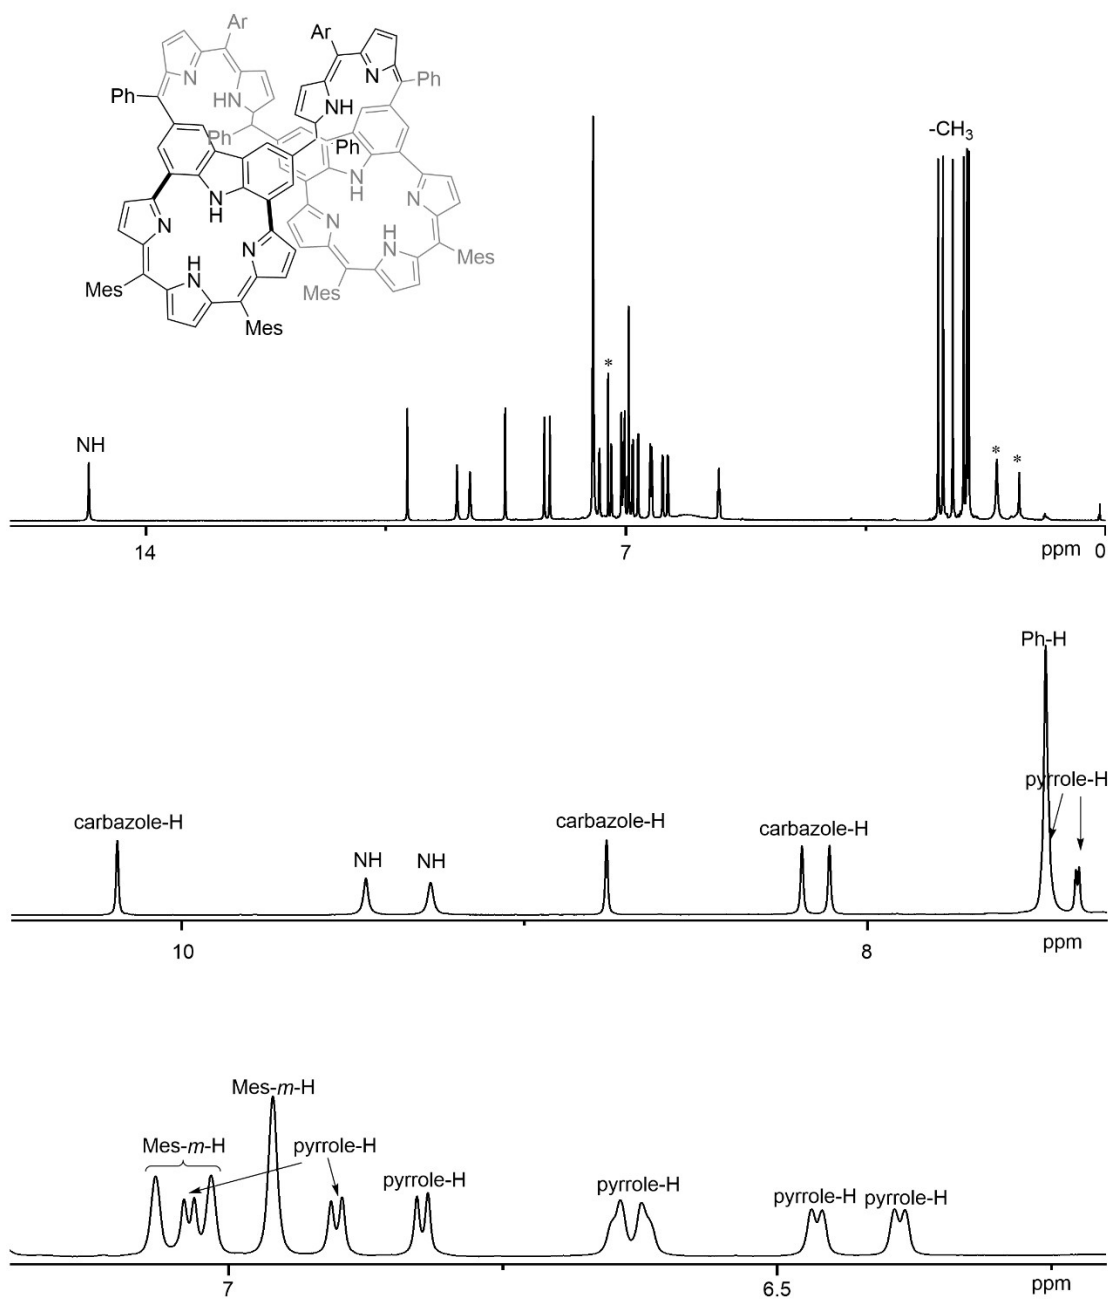 Ar
Ar
N
N
Ph
Ph
HN
NH
Ph
Ph
N
H
N
H
N
N
N
N
H
N
H
N
Mes
Mes
Mes
Mes
-CH3
NH
*
*
*
14
7
ppm
0
Ph-H
pyrrole-H
carbazole-H
carbazole-H
carbazole-H
NH
NH
10
8
ppm
Mes-m-H
Mes-m-H
pyrrole-H
pyrrole-H
pyrrole-H
pyrrole-H
pyrrole-H
7
6.5
ppm